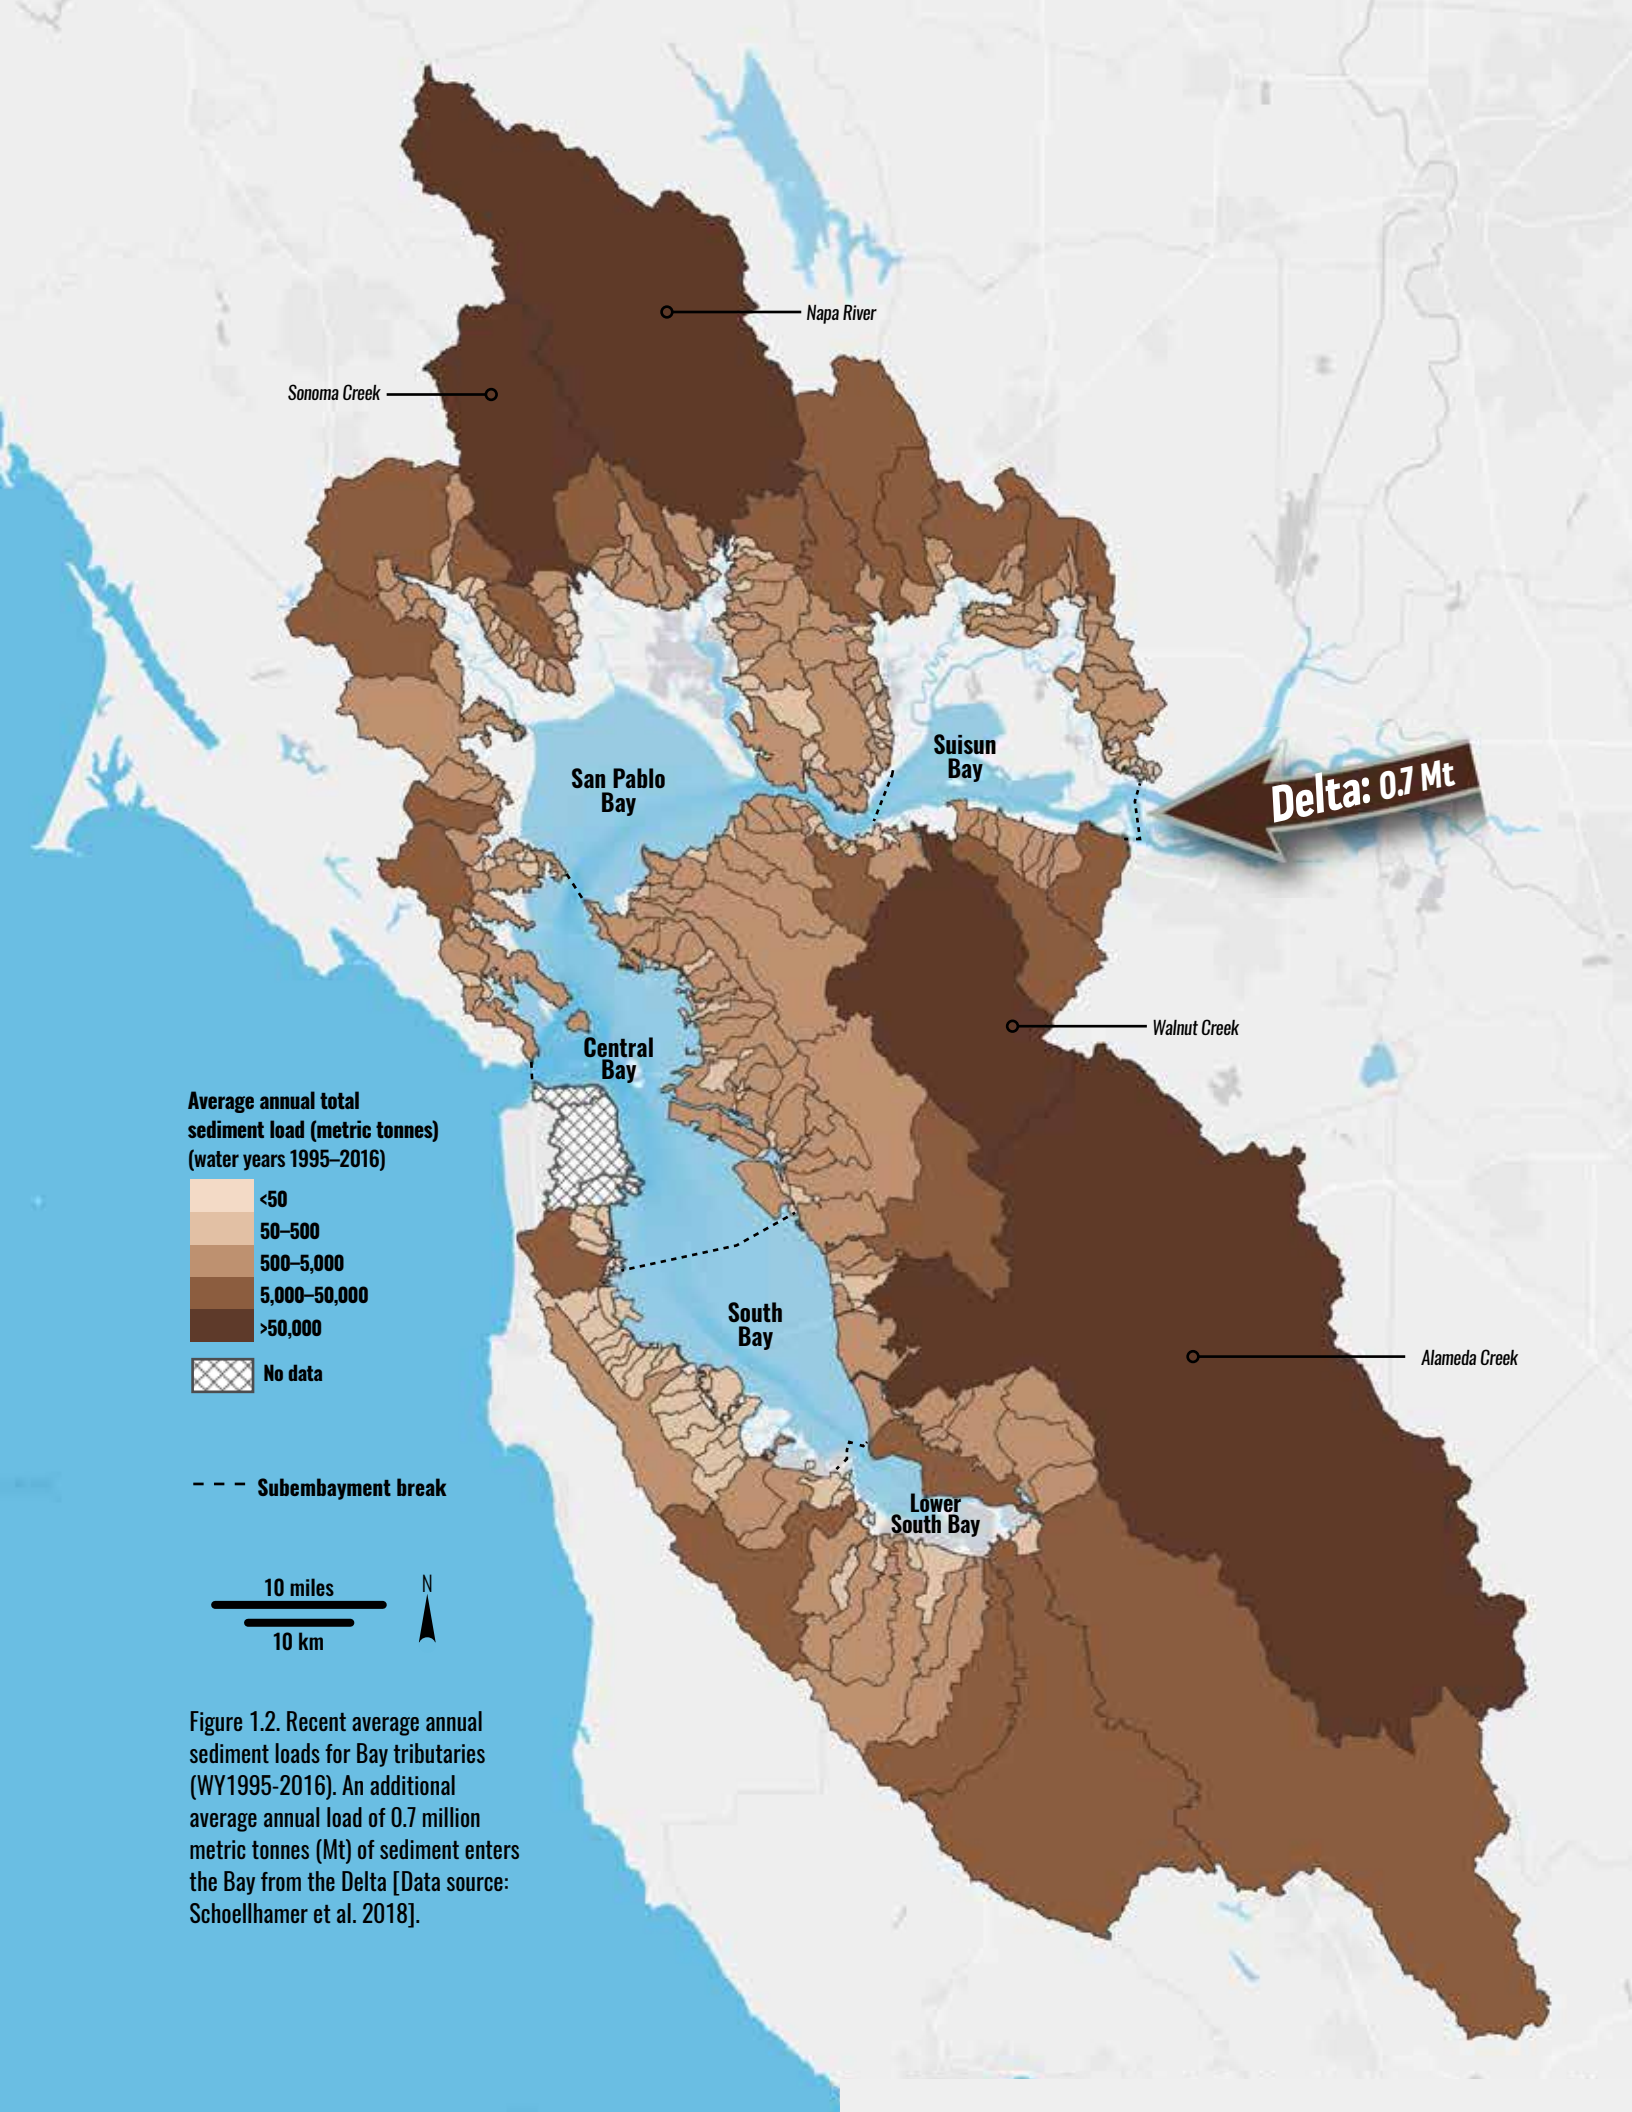 Napa River
Sonoma Creek
San Pablo
Bay
Suisun
Bay
Delta: 0.7 Mt
Walnut Creek
Central
Bay
Average annual total
sediment load (metric tonnes)
(water years 1995–2016)
<50
50–500
500–5,000
5,000–50,000
>50,000
No data
South
Bay
Alameda Creek
Subembayment break
Lower
South Bay
10 miles
N
10 km
Figure 1.2. Recent average annual
sediment loads for Bay tributaries
(WY1995-2016). An additional
average annual load of 0.7 million
metric tonnes (Mt) of sediment enters
the Bay from the Delta [Data source:
Schoellhamer et al. 2018].